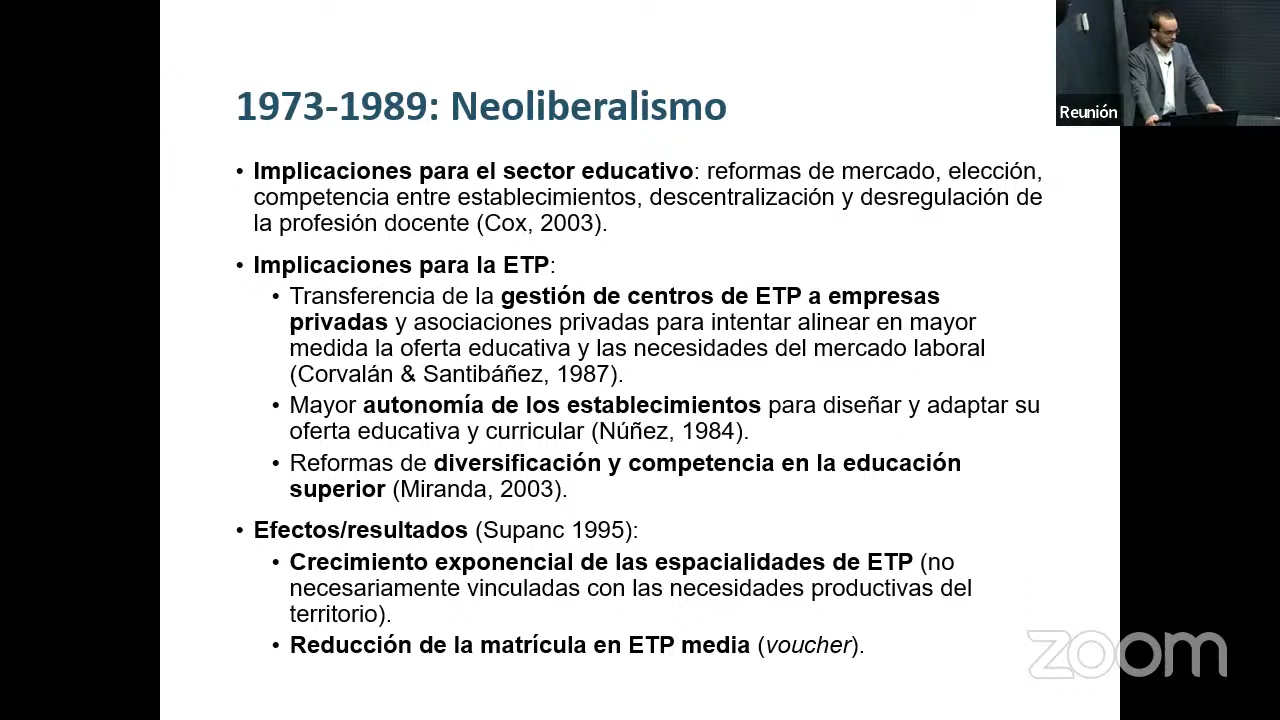 1973-1989: Neoliberalismo
Reunión
• Implicaciones para el sector educativo: reformas de mercado, elección,
competencia entre establecimientos, descentralización y desregulación de
la profesión docente (Cox, 2003).
• Implicaciones para la ETP:
• Transferencia de la gestión de centros de ETP a empresas
privadas y asociaciones privadas para intentar alinear en mayor
medida la oferta educativa y las necesidades del mercado laboral
(Corvalán & Santibáñez, 1987).
• Mayor autonomía de los establecimientos para diseñar y adaptar su
oferta educativa y curricular (Núñez, 1984).
• Reformas de diversificación y competencia en la educación
superior (Miranda, 2003).
• Efectos/resultados (Supanc 1995):
• Crecimiento exponencial de las espacialidades de ETP (no
necesariamente vinculadas con las necesidades productivas del
territorio).
• Reducción de la matrícula en ETP media (voucher).
zoom